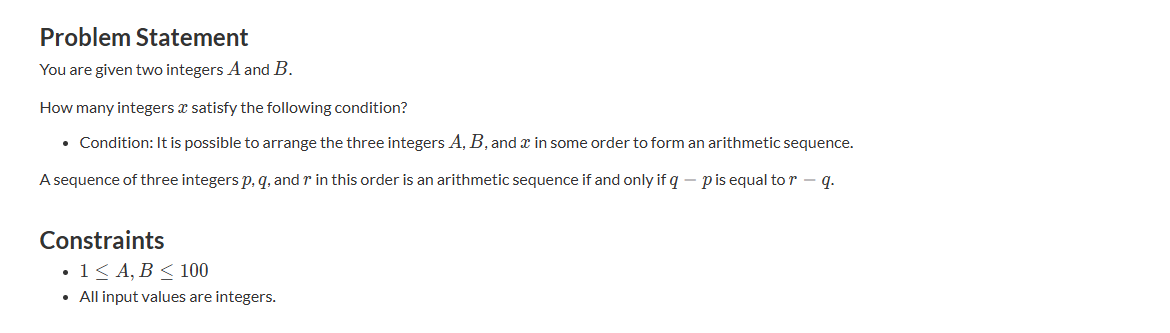 Problem Statement
You are given two integers A and B.
How many integers x satisfy the following condition?
• Condition: It is possible to arrange the three integers A, B, and x in some order to form an arithmetic sequence.
A sequence of three integers p, q, and r in this order is an arithmetic sequence if and only if q − p is equal to r − q.
Constraints
• 1 ≤ A, B ≤ 100
• All input values are integers.